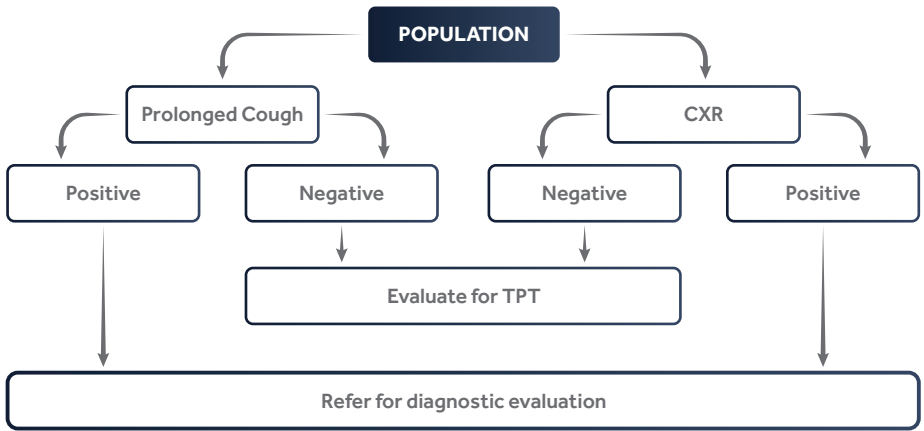 POPULATION
Prolonged Cough
CXR
Positive
Negative
Negative
Positive
Evaluate for TPT
Refer for diagnostic evaluation